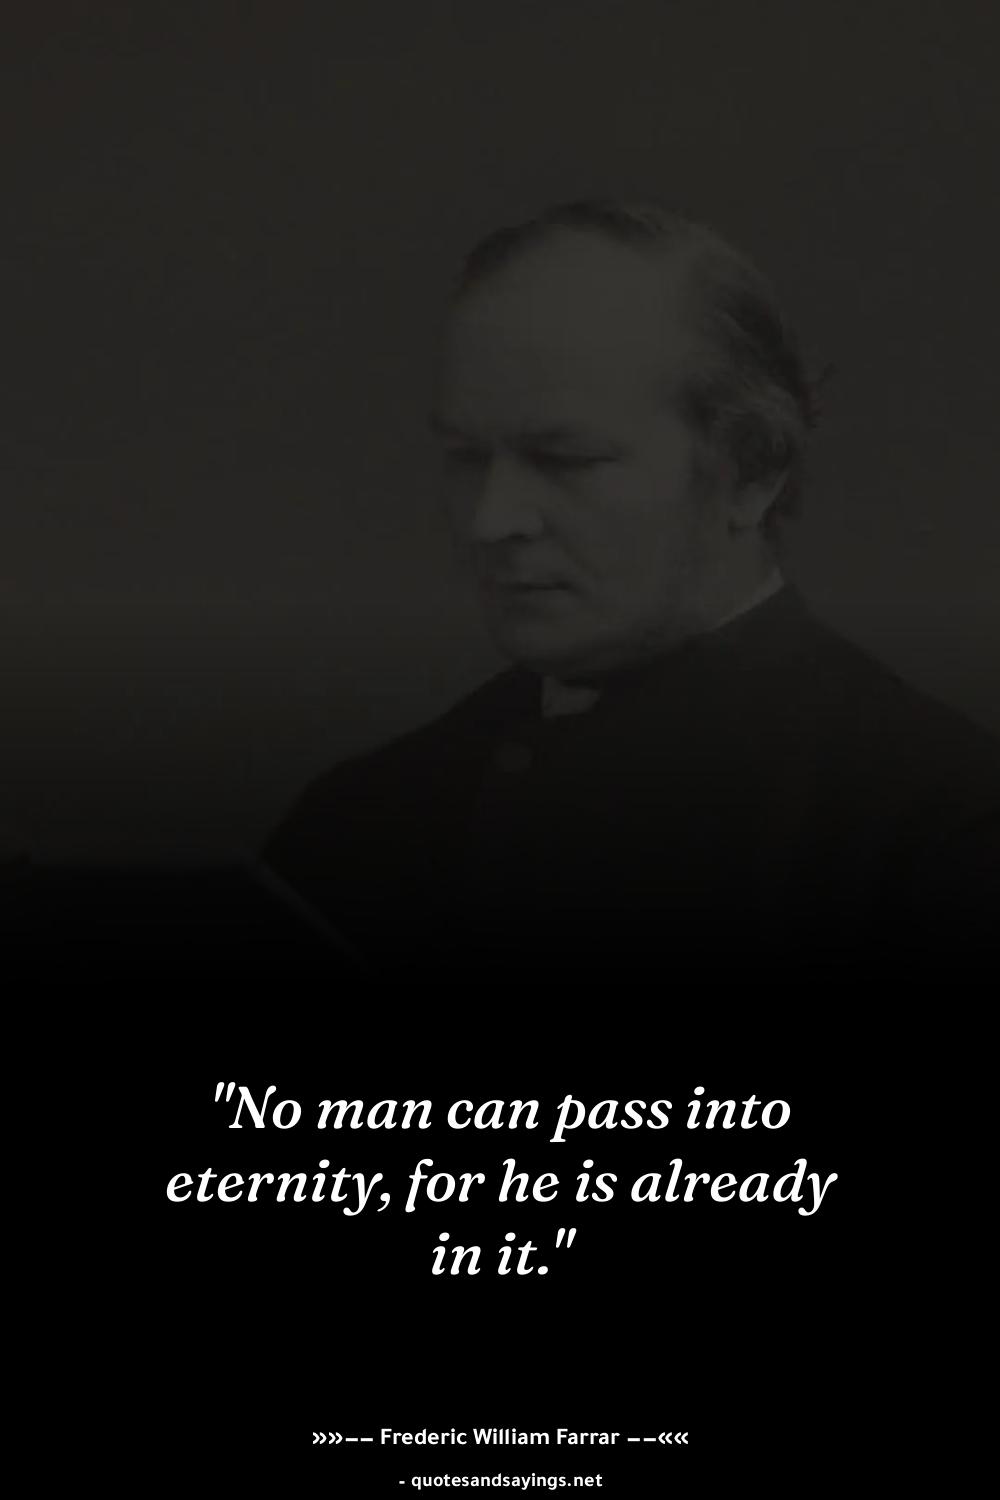 "No man can pass into
eternity, for he is already
in it."
»»−− Frederic William Farrar −−««
- quotesandsayings.net